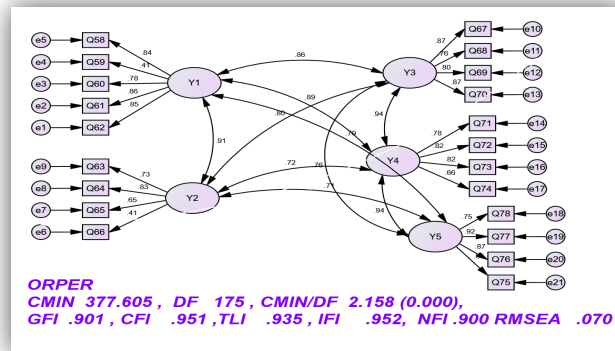 e5 Q58 .84
e4 Q59 .41
e3 Q60 .78
e2 Q61 .86
e1 Q62 .85
Y1
e9 Q63 .73
e8 Q64 .83
e7 Q65 .65
e6 Q66 .41
Y2
.86
.89
.91
.80
.79
.72
.76
.94
.94
Y3
.87 Q67 e10
.76 Q68 e11
.80 Q69 e12
.87 Q70 e13
Y4
.78 Q71 e14
.82 Q72 e15
.82 Q73 e16
.66 Q74 e17
Y5
.75 Q78 e18
.92 Q77 e19
.87 Q76 e20
Q75 e21
ORPER
CMIN 377.605 , DF 175 , CMIN/DF 2.158 (0.000),
GFI .901 , CFI .951 ,TLI .935 , IFI .952, NFI .900 RMSEA .070